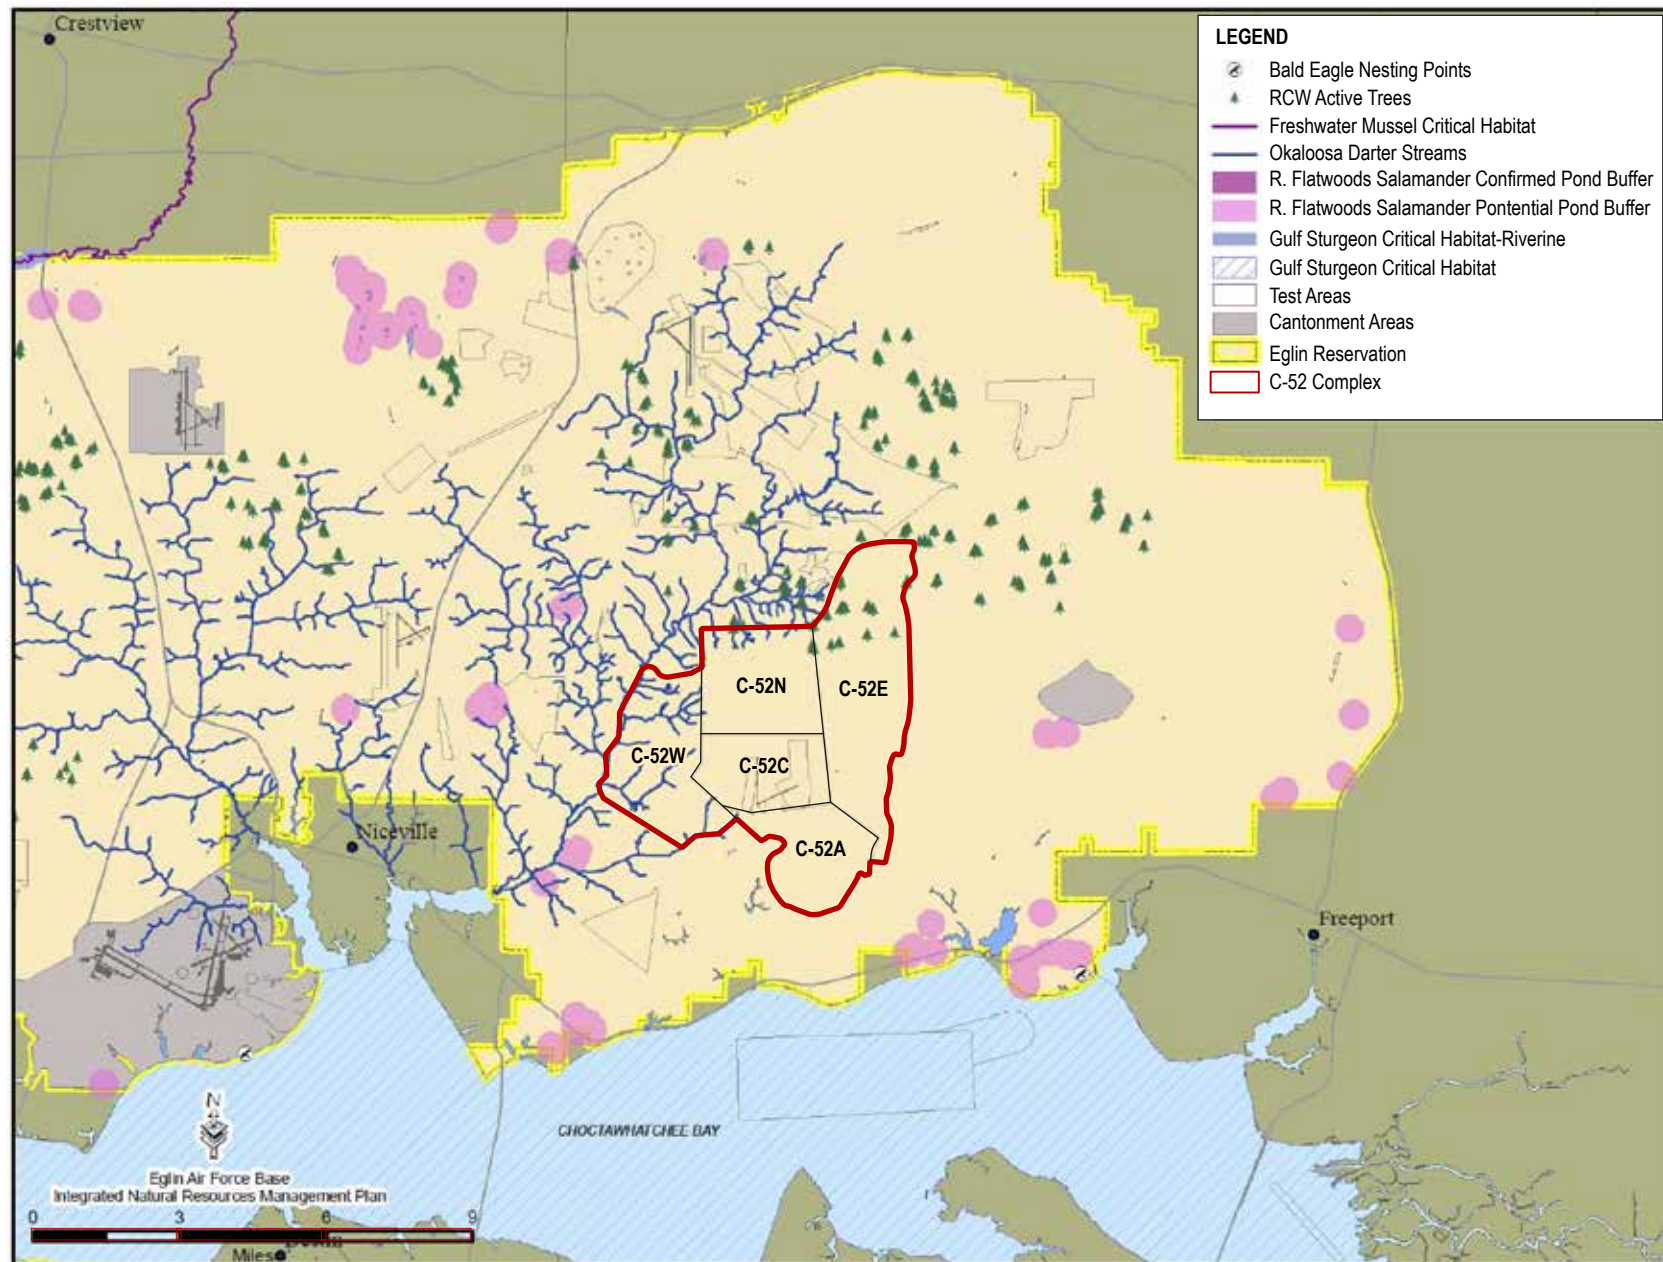 Crestview
LEGEND
Bald Eagle Nesting Points
RCW Active Trees
Freshwater Mussel Critical Habitat
Okaloosa Darter Streams
R. Flatwoods Salamander Confirmed Pond Buffer
R. Flatwoods Salamander Pontential Pond Buffer
Gulf Sturgeon Critical Habitat-Riverine
Gulf Sturgeon Critical Habitat
Test Areas
Cantonment Areas
Eglin Reservation
C-52 Complex
C-52N
C-52E
C-52W
C-52C
C-52A
Niceville
Freeport
CHOCTAWHATCHEE BAY
N
Eglin Air Force Base
Integrated Natural Resources Management Plan
0 3 6 9
Miles